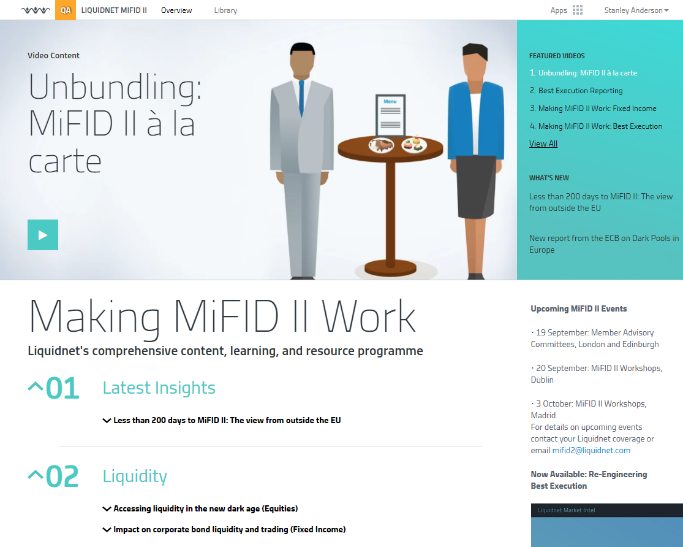 QA LIQUIDNET MIFID II Overview Library Apps Stanley Anderson
Video Content
Unbundling:
MiFID II à la
carte
Menu
FEATURED VIDEOS
1. Unbundling: MiFID II à la carte
2. Best Execution Reporting
3. Making MiFID II Work: Fixed Income
4. Making MiFID II Work: Best Execution
View All
WHAT'S NEW
Less than 200 days to MiFID II: The view
from outside the EU
New report from the ECB on Dark Pools in
Europe
Making MiFID II Work
Liquidnet's comprehensive content, learning, and resource programme
01 Latest Insights
Less than 200 days to MiFID II: The view from outside the EU
02 Liquidity
Accessing liquidity in the new dark age (Equities)
Impact on corporate bond liquidity and trading (Fixed Income)
Upcoming MiFID II Events
• 19 September: Member Advisory
Committees, London and Edinburgh
• 20 September: MiFID II Workshops,
Dublin
• 3 October: MiFID II Workshops,
Madrid
For details on upcoming events
contact your Liquidnet coverage or
email mifid2@liquidnet.com
Now Available: Re-Engineering
Best Execution
Liquidnet Market Intel